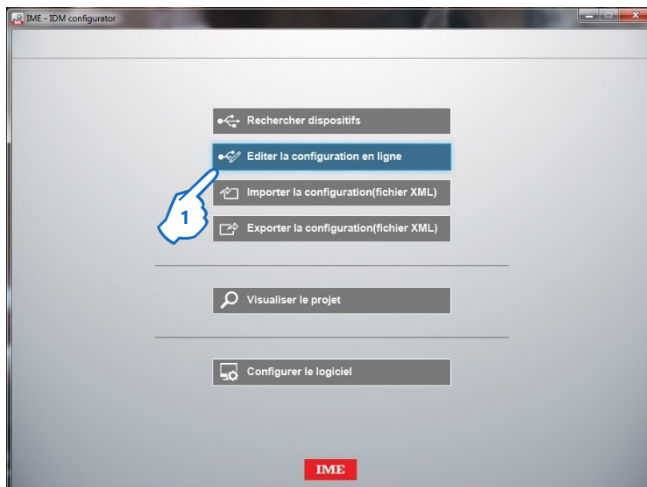 IME - IDM configurator
Rechercher dispositifs
Editer la configuration en ligne
Importer la configuration(fichier XML)
1
Exporter la configuration(fichier XML)
Visualiser le projet
Configurer le logiciel
IME